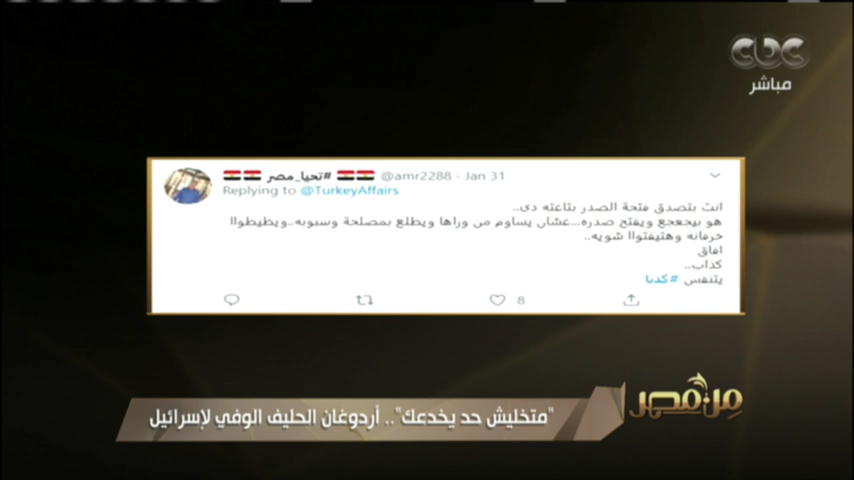 CBC
مباشر
#تحيا_مصر @amr2288 · Jan 31
Replying to @TurkeyAffairs
انت بتصدق فتحة الصدر بتاعته دى..
هو بيجعجع ويفتح صدره...عشان يساوم من وراها ويطلع بمصلحة وسبوبه..ويظيطواا
خرفانه وهتيفتواا شويه..
افاق
كذاب..
يتنفس #كدبا
8
من مصر
"متخليش حد يخدعك".. أردوغان الحليف الوفي لإسرائيل